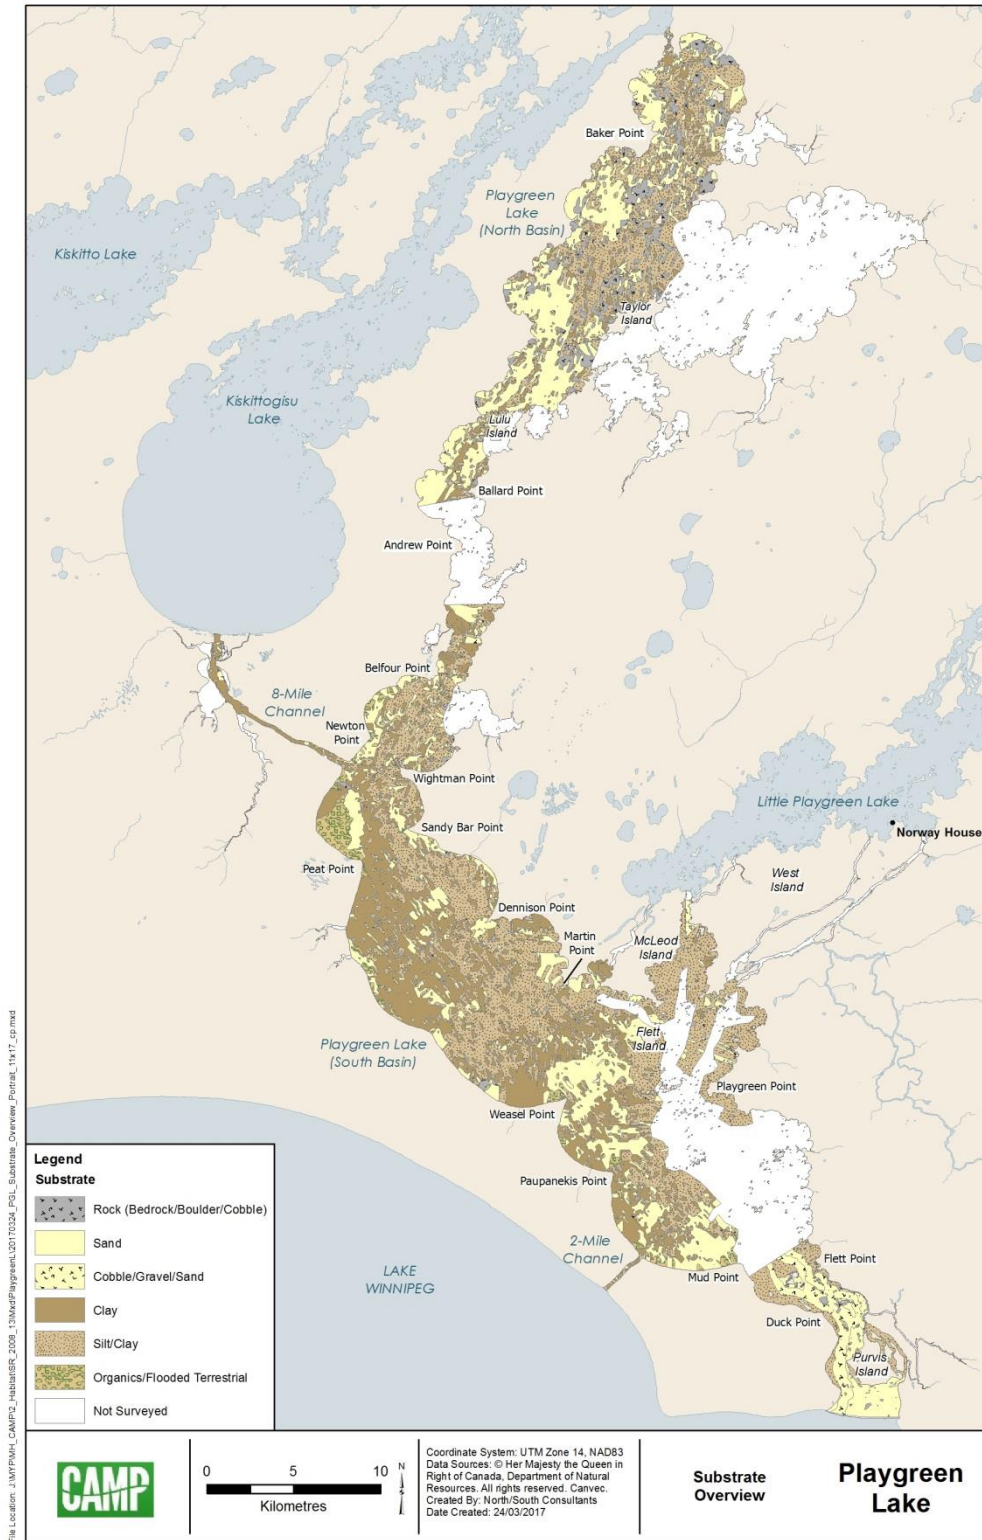 Baker Point
Playgreen
Lake
(North Basin)
Kiskitto Lake
Taylor
Island
Kiskittogisu
Lake
Lulu
Island
Ballard Point
Andrew Point
Belfour Point
8-Mile
Channel
Newton
Point
Wightman Point
Little Playgreen Lake
Sandy Bar Point
Norway House
Peat Point
West
Island
Dennison Point
Martin
Point
McLeod
Island
Flett
Island
Playgreen Lake
(South Basin)
Playgreen Point
Weasel Point
Paupanekis Point
2-Mile
Channel
Flett Point
LAKE
WINNIPEG
Mud Point
Duck Point
Purvis
Island
Legend
Substrate
Rock (Bedrock/Boulder/Cobble)
Sand
Cobble/Gravel/Sand
Clay
Silt/Clay
Organics/Flooded Terrestrial
Not Surveyed
CAMP
0 5 10
Kilometres
N
Coordinate System: UTM Zone 14, NAD83
Data Sources: © Her Majesty the Queen in
Right of Canada, Department of Natural
Resources. All rights reserved. Canvec.
Created By: North/South Consultants
Date Created: 24/03/2017
Substrate
Overview
Playgreen
Lake